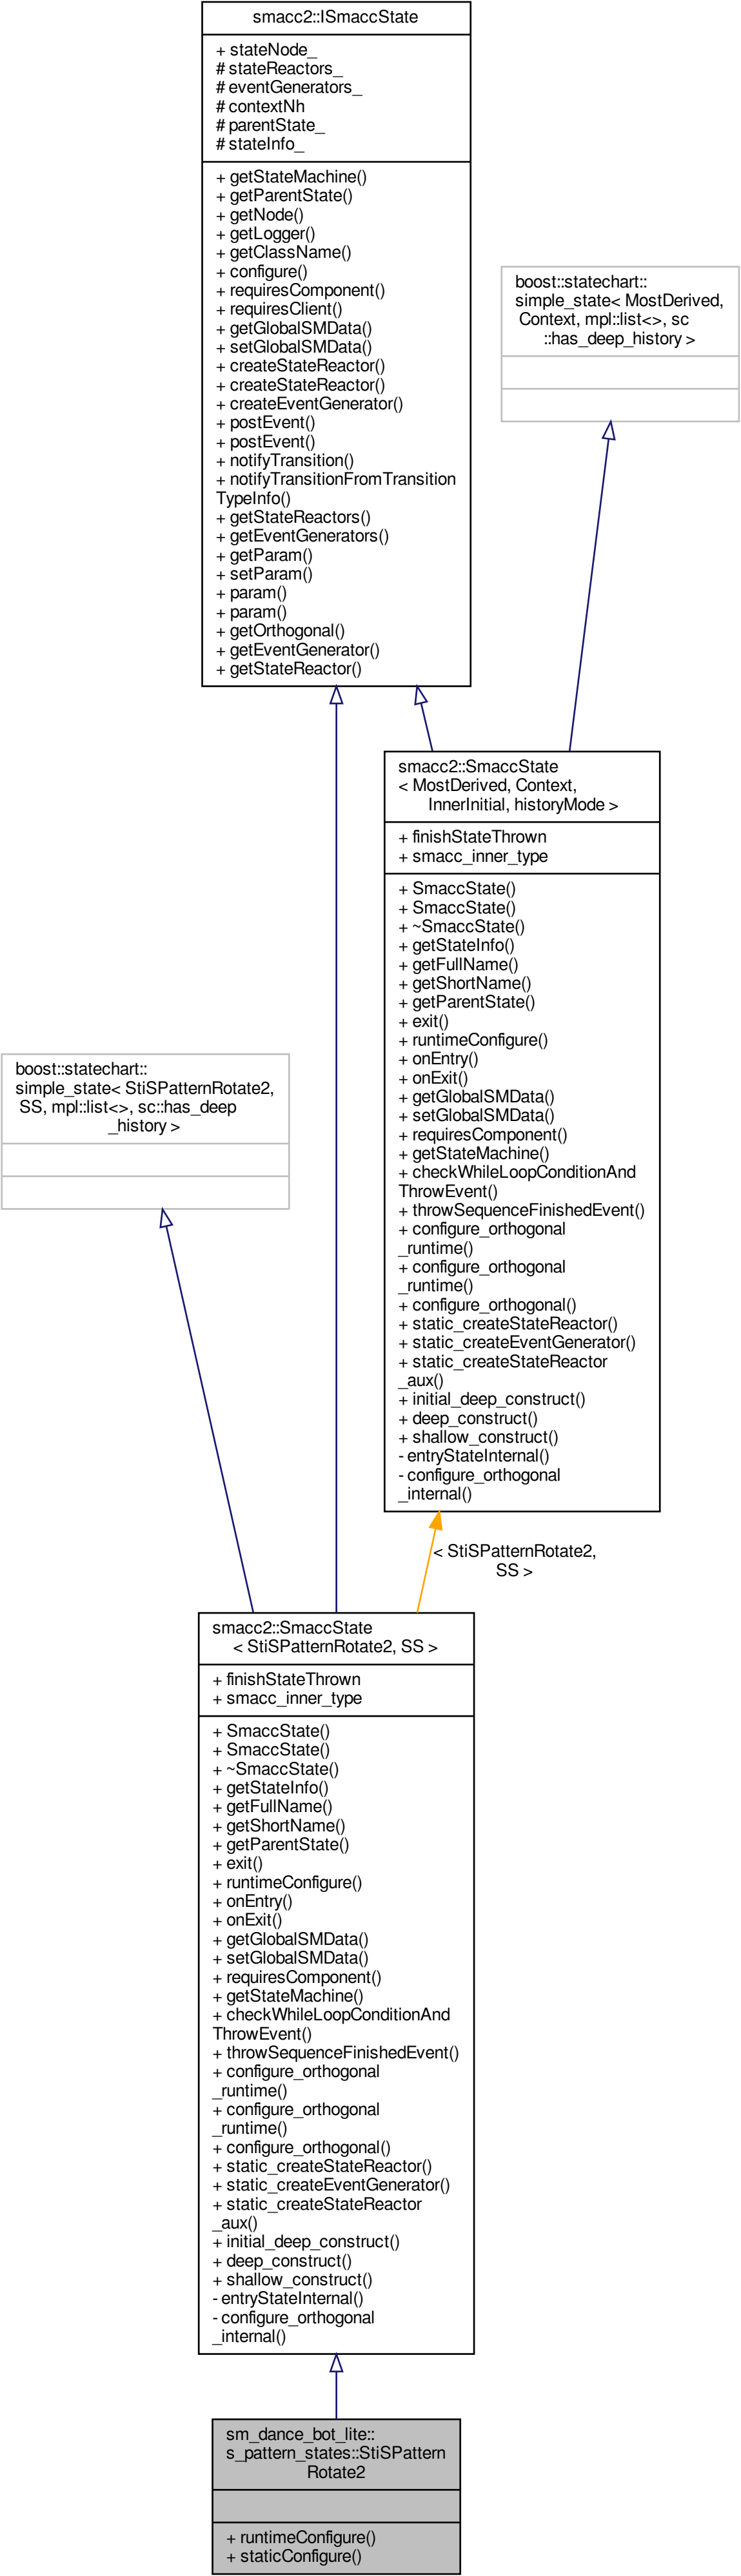 smacc2::ISmaccState
+ stateNode_
# stateReactors_
# eventGenerators_
# contextNh
# parentState_
# stateInfo_
+ getStateMachine()
+ getParentState()
+ getNode()
+ getLogger()
+ getClassName()
+ configure()
+ requiresComponent()
+ requiresClient()
+ getGlobalSMData()
+ setGlobalSMData()
+ createStateReactor()
+ createStateReactor()
+ createEventGenerator()
+ postEvent()
+ postEvent()
+ notifyTransition()
+ notifyTransitionFromTransition
TypeInfo()
+ getStateReactors()
+ getEventGenerators()
+ getParam()
+ setParam()
+ param()
+ param()
+ getOrthogonal()
+ getEventGenerator()
+ getStateReactor()
boost::statechart::
simple_state< MostDerived,
Context, mpl::list<>, sc
::has_deep_history >
smacc2::SmaccState
< MostDerived, Context,
InnerInitial, historyMode >
+ finishStateThrown
+ smacc_inner_type
+ SmaccState()
+ SmaccState()
+ ~SmaccState()
+ getStateInfo()
+ getFullName()
+ getShortName()
+ getParentState()
+ exit()
+ runtimeConfigure()
+ onEntry()
+ onExit()
+ getGlobalSMData()
+ setGlobalSMData()
+ requiresComponent()
+ getStateMachine()
+ checkWhileLoopConditionAnd
ThrowEvent()
+ throwSequenceFinishedEvent()
+ configure_orthogonal
_runtime()
+ configure_orthogonal
_runtime()
+ configure_orthogonal()
+ static_createStateReactor()
+ static_createEventGenerator()
+ static_createStateReactor
_aux()
+ initial_deep_construct()
+ deep_construct()
+ shallow_construct()
- entryStateInternal()
- configure_orthogonal
_internal()
boost::statechart::
simple_state< StiSPatternRotate2,
SS, mpl::list<>, sc::has_deep
_history >
< StiSPatternRotate2,
SS >
smacc2::SmaccState
< StiSPatternRotate2, SS >
+ finishStateThrown
+ smacc_inner_type
+ SmaccState()
+ SmaccState()
+ ~SmaccState()
+ getStateInfo()
+ getFullName()
+ getShortName()
+ getParentState()
+ exit()
+ runtimeConfigure()
+ onEntry()
+ onExit()
+ getGlobalSMData()
+ setGlobalSMData()
+ requiresComponent()
+ getStateMachine()
+ checkWhileLoopConditionAnd
ThrowEvent()
+ throwSequenceFinishedEvent()
+ configure_orthogonal
_runtime()
+ configure_orthogonal
_runtime()
+ configure_orthogonal()
+ static_createStateReactor()
+ static_createEventGenerator()
+ static_createStateReactor
_aux()
+ initial_deep_construct()
+ deep_construct()
+ shallow_construct()
- entryStateInternal()
- configure_orthogonal
_internal()
sm_dance_bot_lite::
s_pattern_states::StiSPattern
Rotate2
+ runtimeConfigure()
+ staticConfigure()